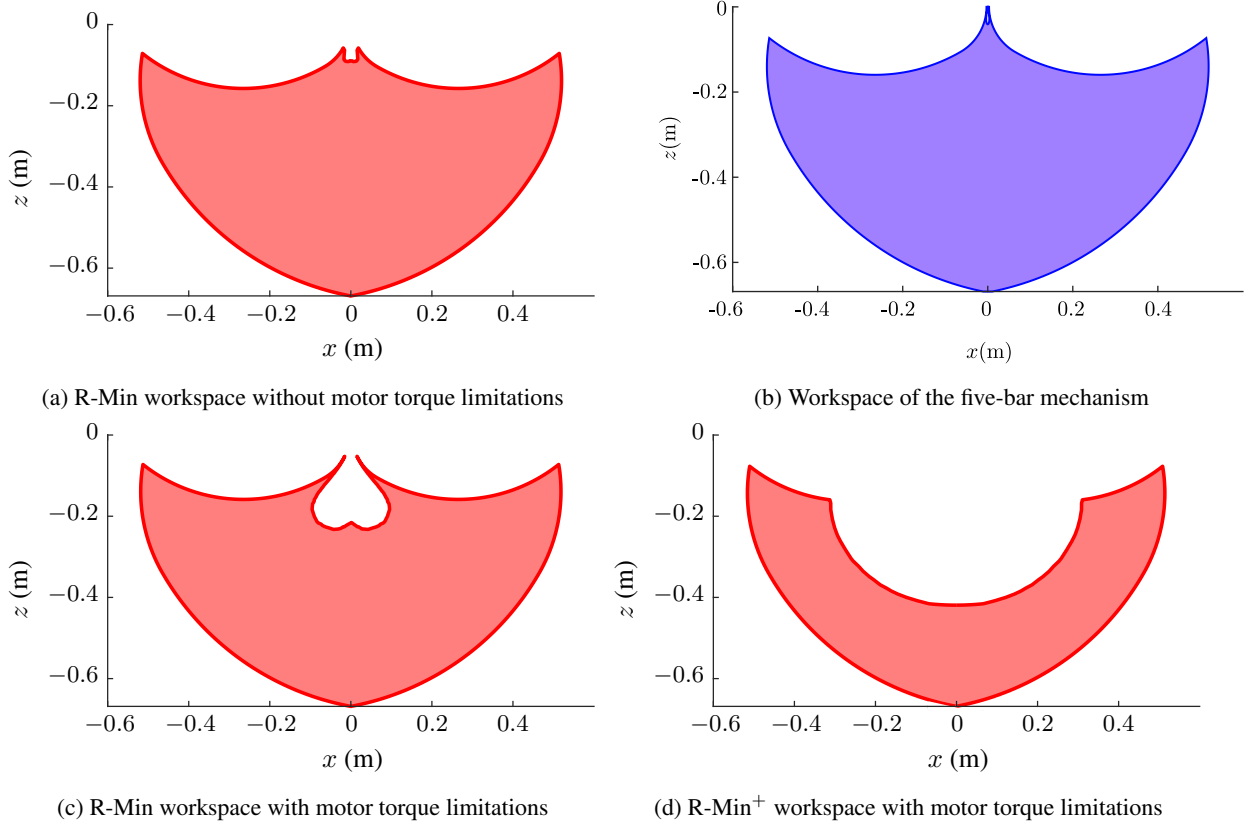 (a)
0
−0.2
−0.4
−0.6
z (m)
−0.6 −0.4 −0.2 0 0.2 0.4
x (m)
(a) R-Min workspace without motor torque limitations
0
-0.2
-0.4
-0.6
z(m)
-0.6 -0.6 -0.2 0 0.2 0.4
x(m)
(b) Workspace of the five-bar mechanism
0
−0.2
−0.4
−0.6
z (m)
−0.6 −0.4 −0.2 0 0.2 0.4
x (m)
(c) R-Min workspace with motor torque limitations
0
−0.2
−0.4
−0.6
z (m)
−0.6 −0.4 −0.2 0 0.2 0.4
x (m)
(d) R-Min⁺ workspace with motor torque limitations